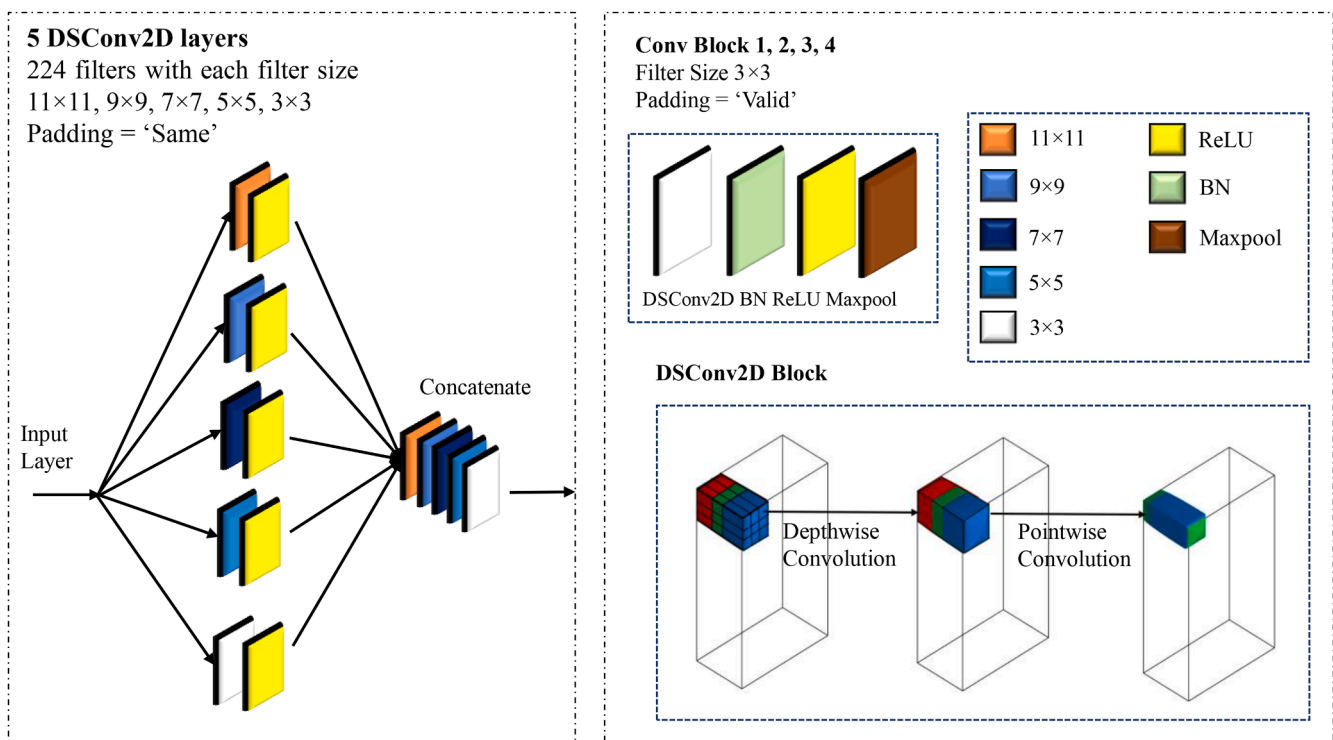 5 DSConv2D layers
224 filters with each filter size
11×11, 9×9, 7×7, 5×5, 3×3
Padding = ‘Same’
Input
Layer
Concatenate
Conv Block 1, 2, 3, 4
Filter Size 3×3
Padding = ‘Valid’
DSConv2D BN ReLU Maxpool
11×11
9×9
7×7
5×5
3×3
ReLU
BN
Maxpool
DSConv2D Block
Depthwise
Convolution
Pointwise
Convolution